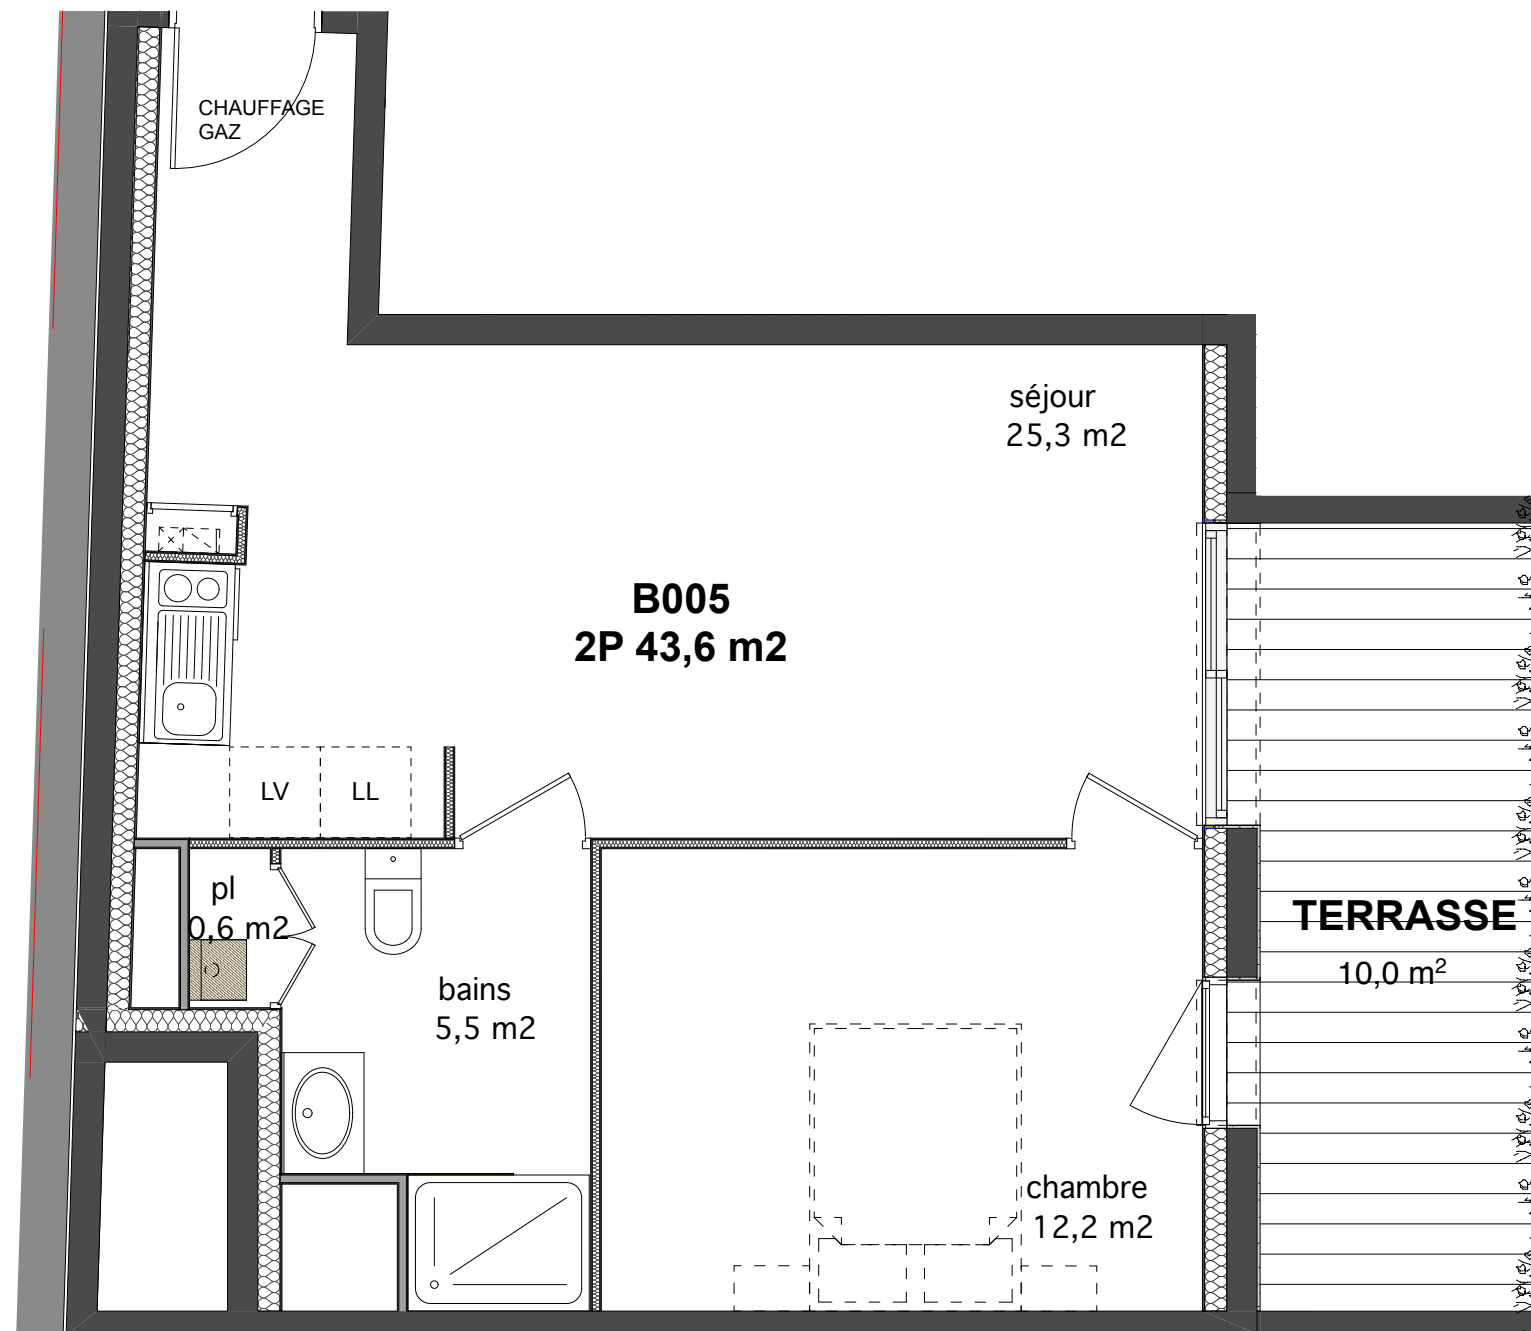 CHAUFFAGE
GAZ
séjour
25,3 m2
B005
2P 43,6 m2
LV
LL
pl
0,6 m2
TERRASSE
10,0 m²
bains
5,5 m2
chambre
12,2 m2